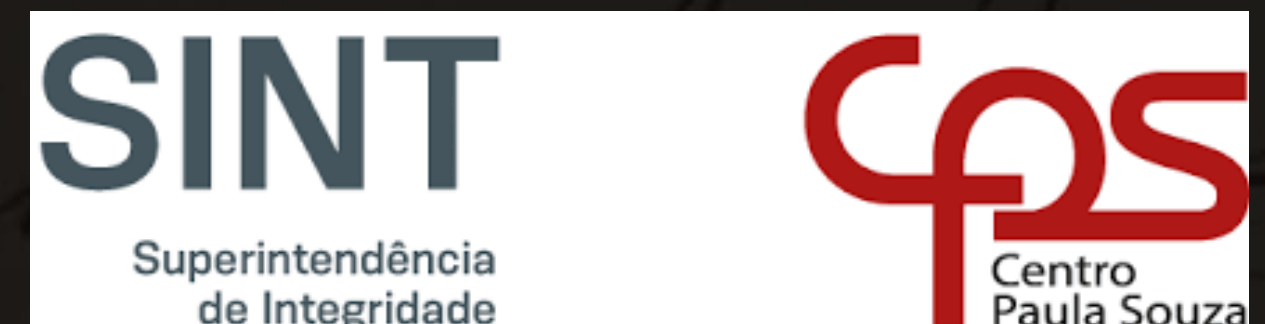 SINT
Superintendência
de Integridade
cps
Centro
Paula Souza